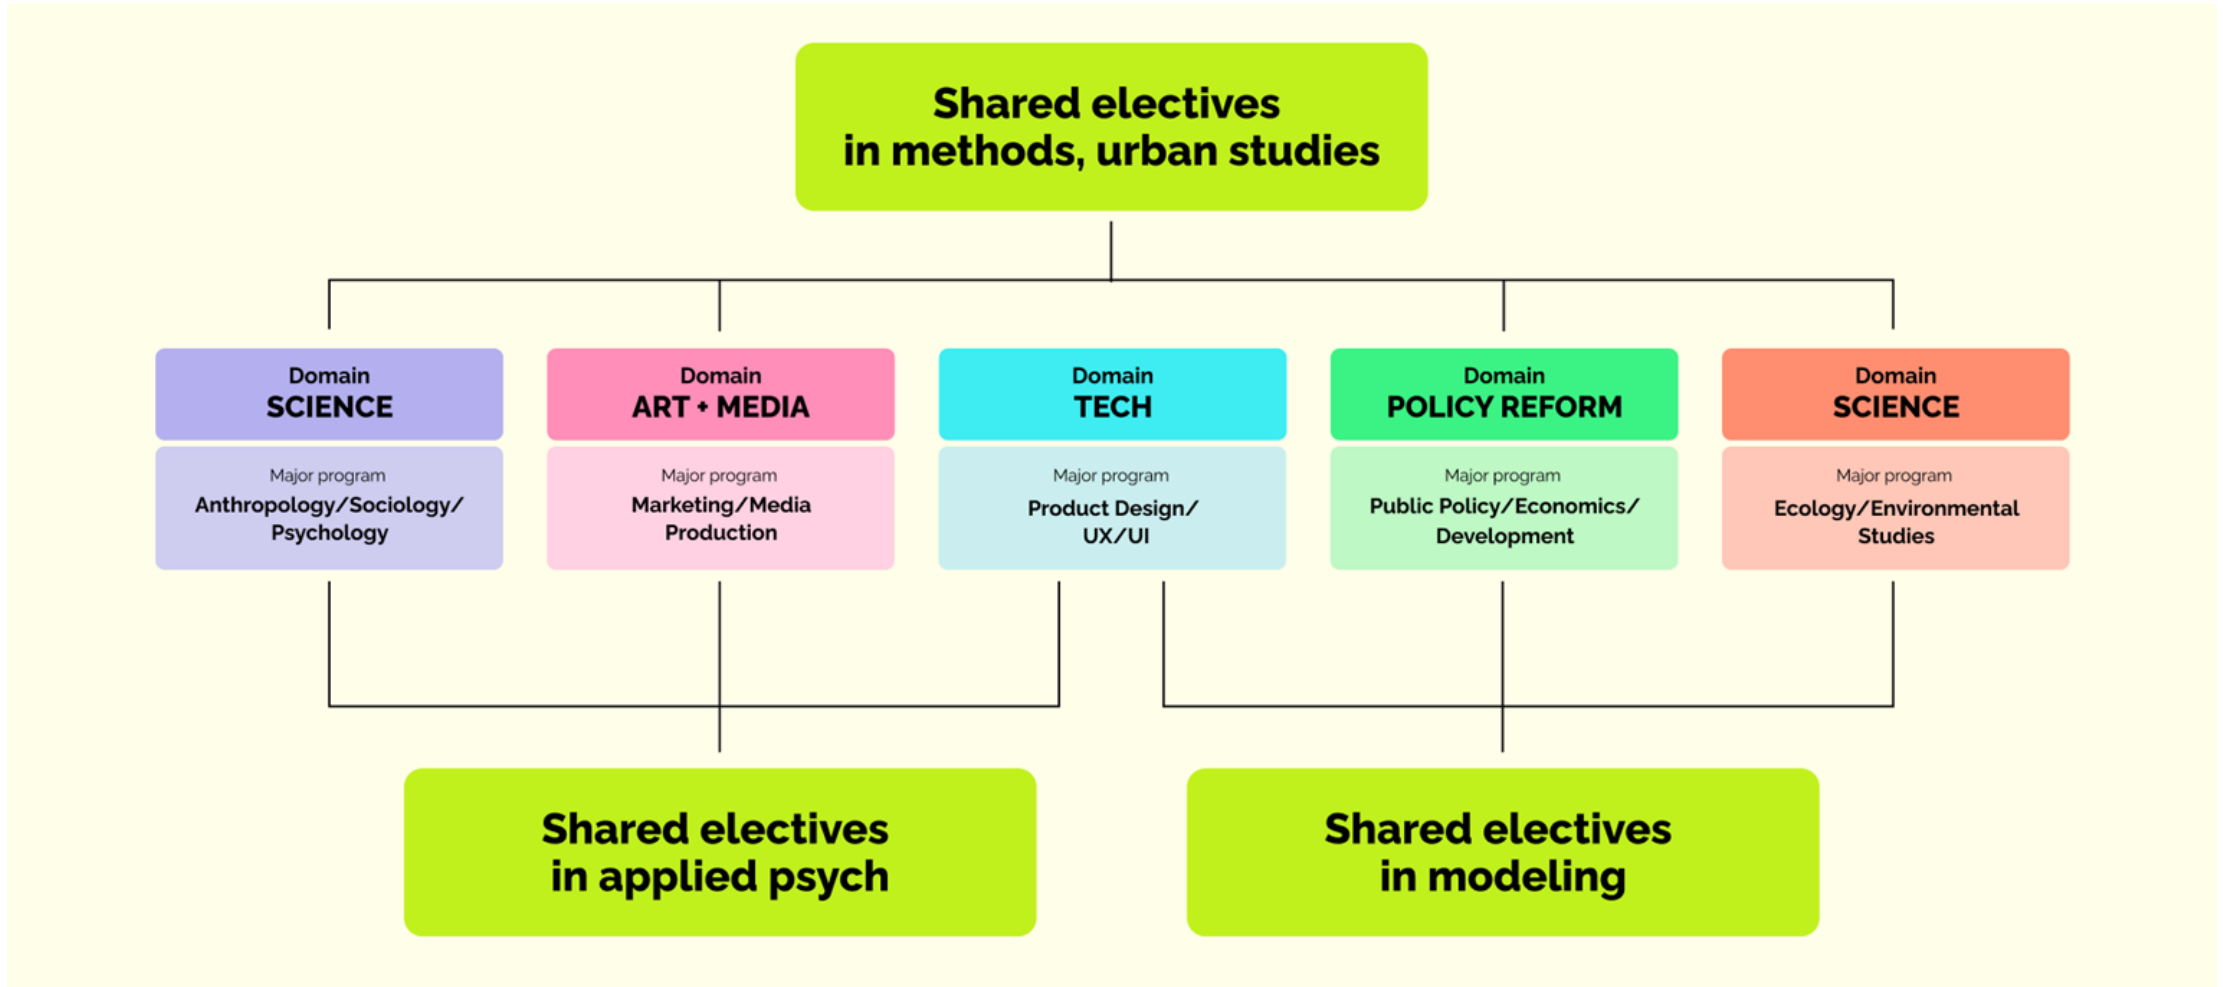 Shared electives
in methods, urban studies
Domain
SCIENCE
Major program
Anthropology/Sociology/
Psychology
Domain
ART + MEDIA
Major program
Marketing/Media
Production
Domain
TECH
Major program
Product Design/
UX/UI
Domain
POLICY REFORM
Major program
Public Policy/Economics/
Development
Domain
SCIENCE
Major program
Ecology/Environmental
Studies
Shared electives
in applied psych
Shared electives
in modeling